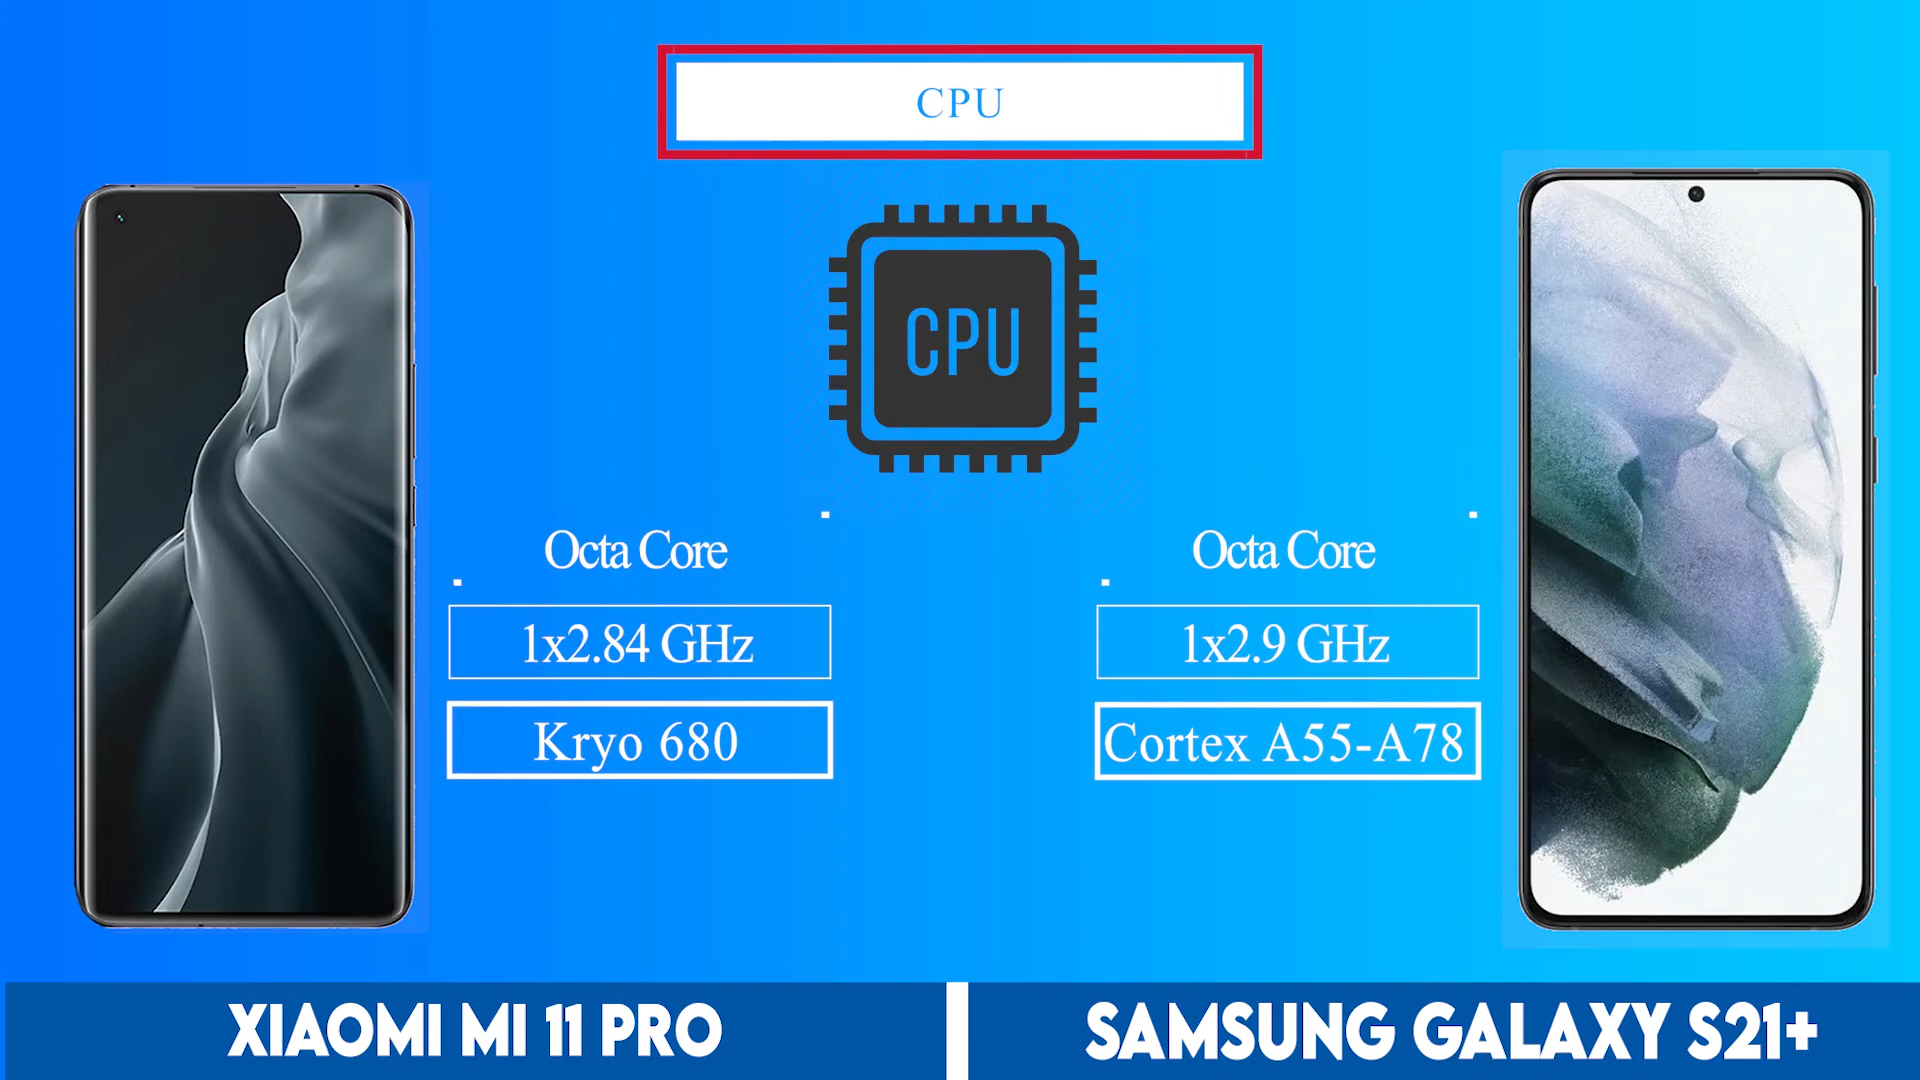 CPU
CPU
Octa Core
1x2.84 GHz
Kryo 680
Octa Core
1x2.9 GHz
Cortex A55-A78
XIAOMI MI 11 PRO
SAMSUNG GALAXY S21+